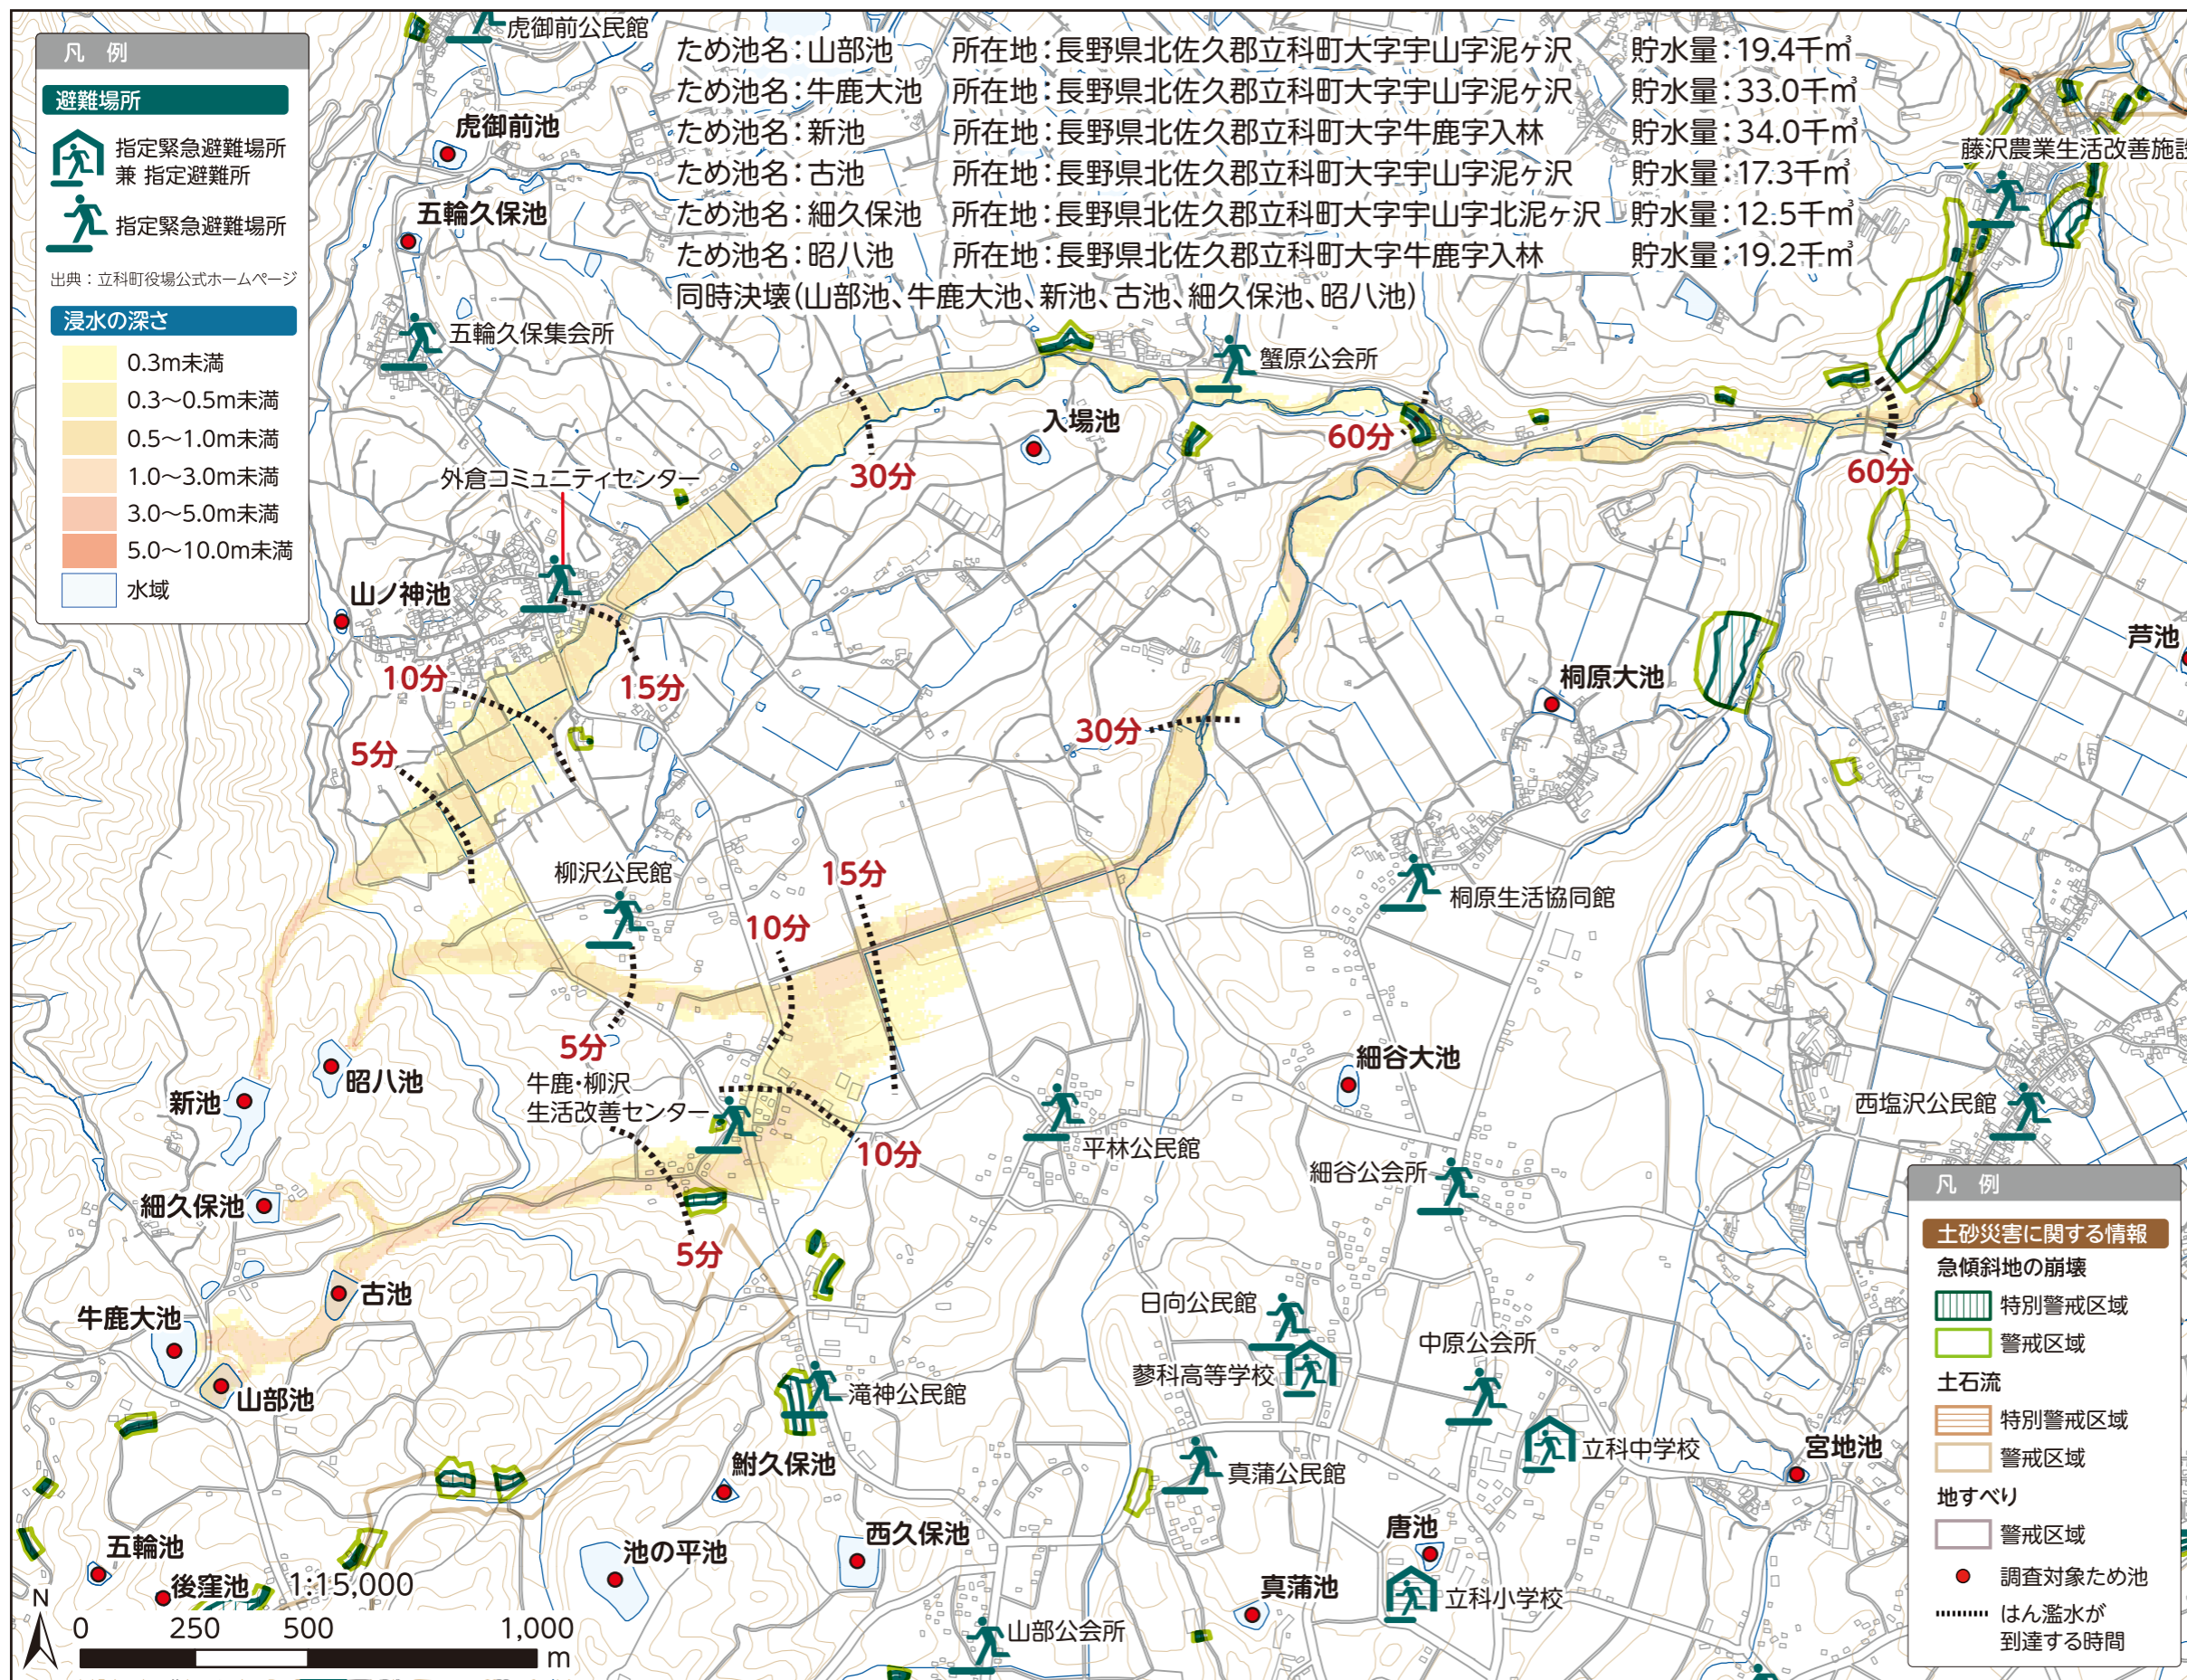 虎御前公民館
凡 例
避難場所
指定緊急避難場所
兼 指定避難所
指定緊急避難場所
出典：立科町役場公式ホームページ
浸水の深さ
0.3m未満
0.3～0.5m未満
0.5～1.0m未満
1.0～3.0m未満
3.0～5.0m未満
5.0～10.0m未満
水域
ため池名：山部池 所在地：長野県北佐久郡立科町大字宇山字泥ヶ沢 貯水量：19.4千㎥
ため池名：牛鹿大池 所在地：長野県北佐久郡立科町大字宇山字泥ヶ沢 貯水量：33.0千㎥
ため池名：新池 所在地：長野県北佐久郡立科町大字牛鹿字入林 貯水量：34.0千㎥
ため池名：古池 所在地：長野県北佐久郡立科町大字宇山字泥ヶ沢 貯水量：17.3千㎥
ため池名：細久保池 所在地：長野県北佐久郡立科町大字宇山字北泥ヶ沢 貯水量：12.5千㎥
ため池名：昭八池 所在地：長野県北佐久郡立科町大字牛鹿字入林 貯水量：19.2千㎥
同時決壊(山部池、牛鹿大池、新池、古池、細久保池、昭八池)
虎御前池
藤沢農業生活改善施設
五輪久保池
五輪久保集会所
蟹原公会所
入場池
60分
30分
60分
外倉コミュニティセンター
山ノ神池
芦池
10分
15分
桐原大池
30分
5分
柳沢公民館
15分
桐原生活協同館
10分
5分
細谷大池
昭八池
新池
牛鹿・柳沢
生活改善センター
西塩沢公民館
平林公民館
10分
細谷公会所
細久保池
5分
古池
牛鹿大池
日向公民館
中原公会所
蓼科高等学校
山部池
滝神公民館
立科中学校
宮地池
鮒久保池
真蒲公民館
五輪池
池の平池
西久保池
唐池
後窪池
真蒲池
立科小学校
山部公会所
1:15,000
N
0 250 500 1,000
m
凡 例
土砂災害に関する情報
急傾斜地の崩壊
特別警戒区域
警戒区域
土石流
特別警戒区域
警戒区域
地すべり
警戒区域
調査対象ため池
はん濫水が
到達する時間